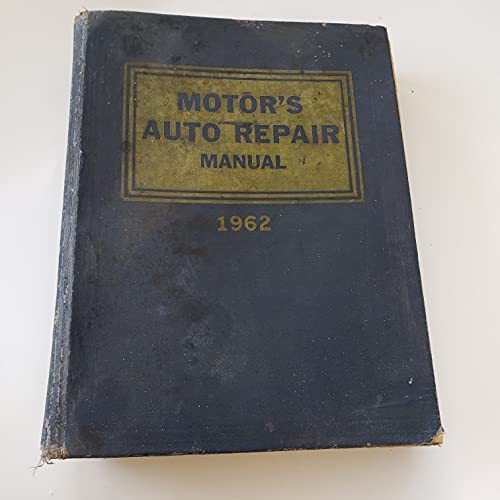 MOTOR'S
AUTO REPAIR
MANUAL
1962